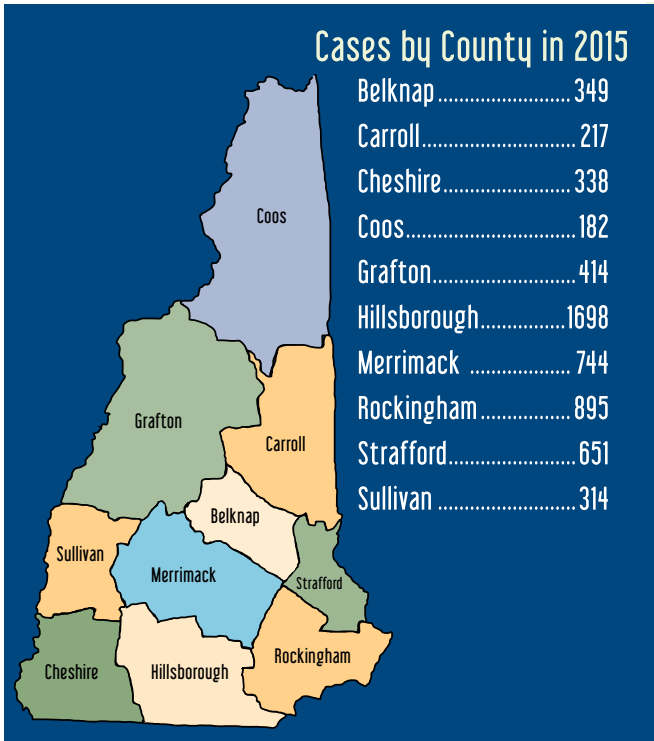 Cases by County in 2015
Belknap.........................349
Carroll............................217
Cheshire........................338
Coos................................182
Grafton...........................414
Hillsborough................1698
Merrimack ...................744
Rockingham.................895
Strafford........................651
Sullivan ..........................314
Coos
Grafton
Carroll
Belknap
Sullivan
Merrimack
Strafford
Rockingham
Cheshire
Hillsborough